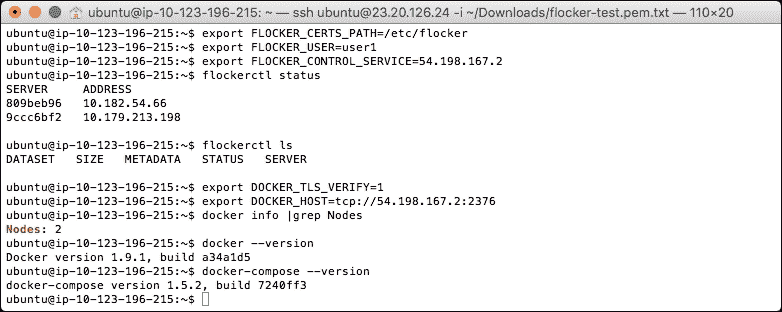 ubuntu@ip-10-123-196-215: ~ — ssh ubuntu@23.20.126.24 -i ~/Downloads/flocker-test.pem.txt — 110×20
ubuntu@ip-10-123-196-215:~$ export FLOCKER_CERTS_PATH=/etc/flocker
ubuntu@ip-10-123-196-215:~$ export FLOCKER_USER=user1
ubuntu@ip-10-123-196-215:~$ export FLOCKER_CONTROL_SERVICE=54.198.167.2
ubuntu@ip-10-123-196-215:~$ flockerctl status
SERVER     ADDRESS
809beb96   10.182.54.66
9ccc6bf2   10.179.213.198
ubuntu@ip-10-123-196-215:~$ flockerctl ls
DATASET   SIZE   METADATA   STATUS   SERVER
ubuntu@ip-10-123-196-215:~$ export DOCKER_TLS_VERIFY=1
ubuntu@ip-10-123-196-215:~$ export DOCKER_HOST=tcp://54.198.167.2:2376
ubuntu@ip-10-123-196-215:~$ docker info |grep Nodes
Nodes: 2
ubuntu@ip-10-123-196-215:~$ docker --version
Docker version 1.9.1, build a34a1d5
ubuntu@ip-10-123-196-215:~$ docker-compose --version
docker-compose version 1.5.2, build 7240ff3
ubuntu@ip-10-123-196-215:~$